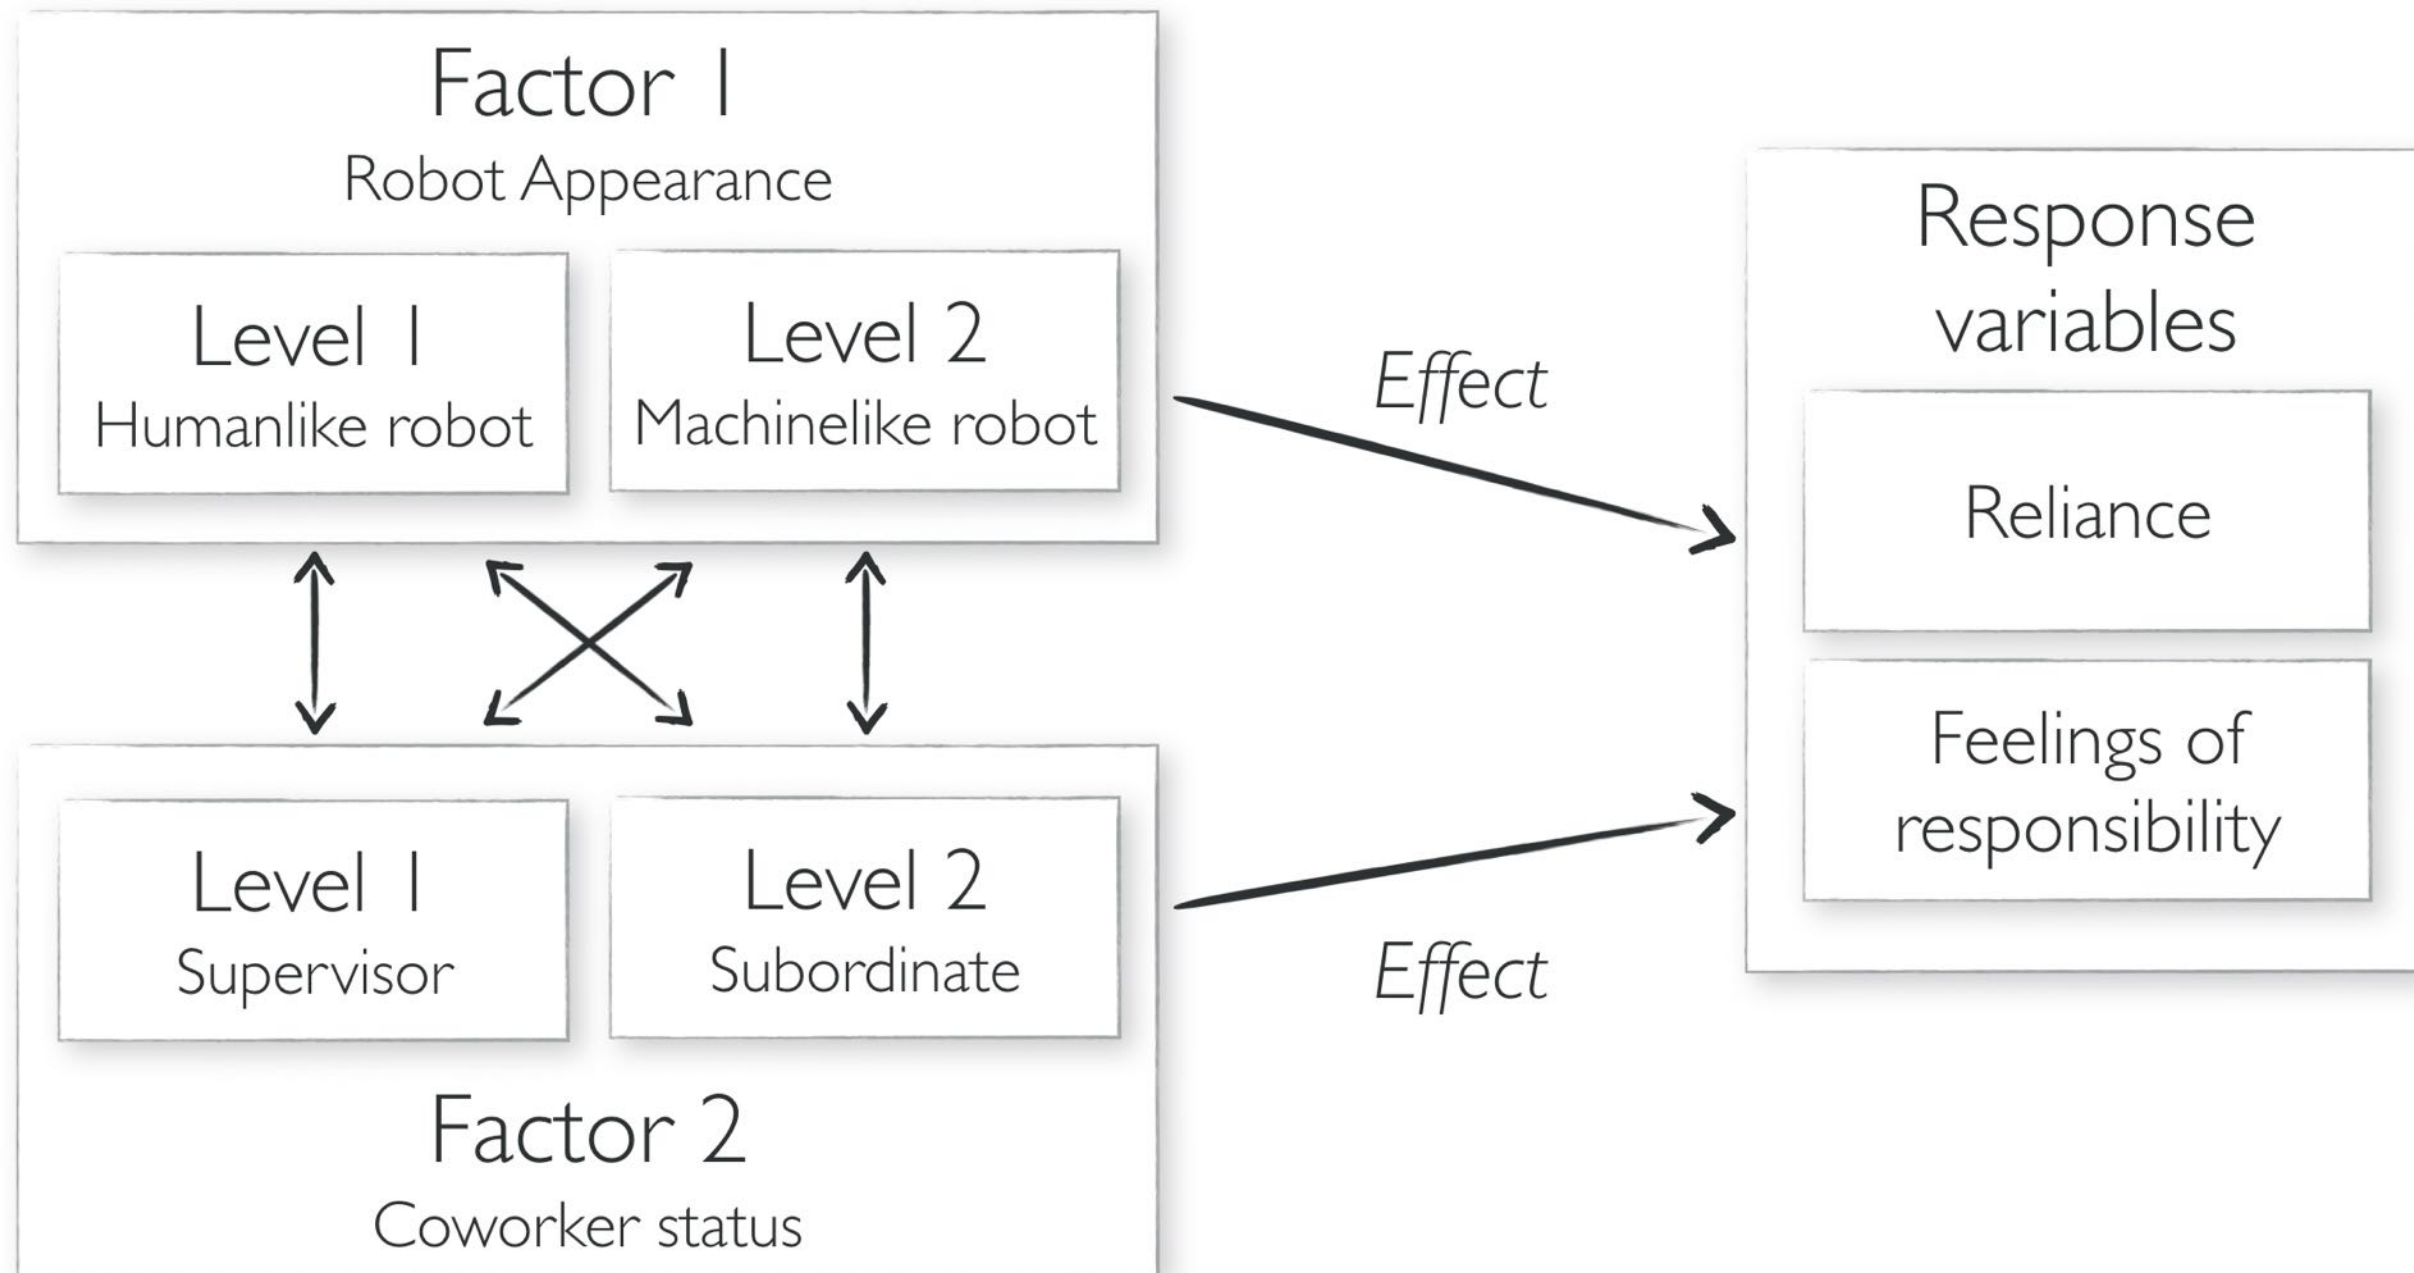 Factor 1
Robot Appearance
Level 1
Humanlike robot
Level 2
Machinelike robot
Effect
Response
variables
Reliance
Feelings of
responsibility
Level 1
Supervisor
Level 2
Subordinate
Effect
Factor 2
Coworker status